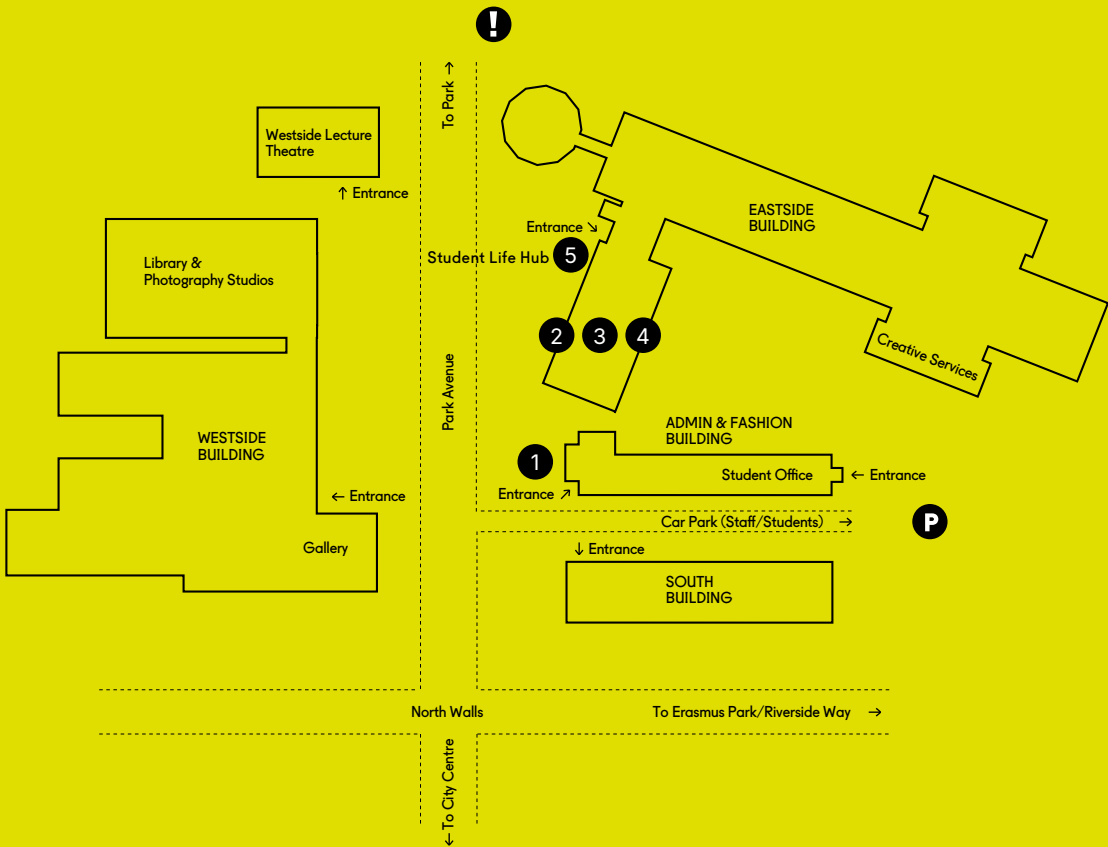 !
To Park →
Westside Lecture
Theatre
↑ Entrance
EASTSIDE
BUILDING
Entrance ↘
Student Life Hub 5
Library &
Photography Studios
2 3 4
Creative Services
Park Avenue
WESTSIDE
BUILDING
ADMIN & FASHION
BUILDING
1
Student Office
← Entrance
Entrance ↗
← Entrance
Car Park (Staff/Students) →
P
Gallery
↓ Entrance
SOUTH
BUILDING
North Walls
To Erasmus Park/Riverside Way →
← To City Centre